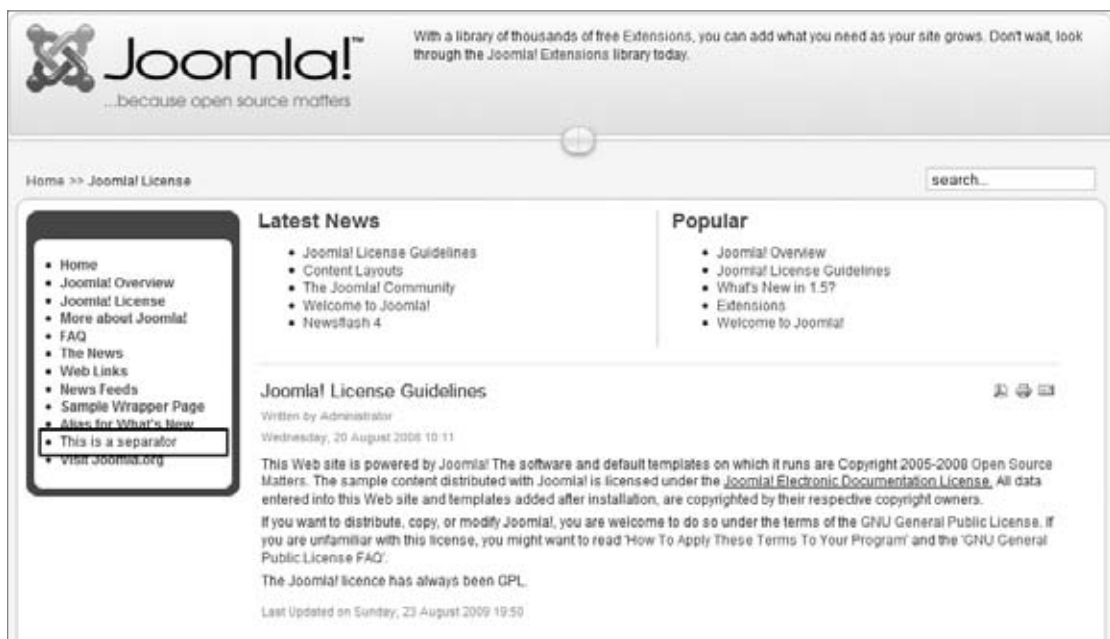 Joomla!™
...because open source matters
With a library of thousands of free Extensions, you can add what you need as your site grows. Don't wait, look
through the Joomla! Extensions library today.
Home >> Joomla! License
search...
Home
Joomla! Overview
Joomla! License
More about Joomla!
FAQ
The News
Web Links
News Feeds
Sample Wrapper Page
Alias for What's New
This is a separator
Visit Joomla.org
Latest News
Joomla! License Guidelines
Content Layouts
The Joomla! Community
Welcome to Joomla!
Newsflash 4
Popular
Joomla! Overview
Joomla! License Guidelines
What's New in 1.5?
Extensions
Welcome to Joomla!
Joomla! License Guidelines
Written by Administrator
Wednesday, 20 August 2008 10:11
This Web site is powered by Joomla! The software and default templates on which it runs are Copyright 2005-2008 Open Source
Matters. The sample content distributed with Joomla! is licensed under the Joomla! Electronic Documentation License. All data
entered into this Web site and templates added after installation, are copyrighted by their respective copyright owners.
If you want to distribute, copy, or modify Joomla!, you are welcome to do so under the terms of the GNU General Public License. If
you are unfamiliar with this license, you might want to read 'How To Apply These Terms To Your Program' and the 'GNU General
Public License FAQ'.
The Joomla! licence has always been GPL.
Last Updated on Sunday, 23 August 2009 19:50